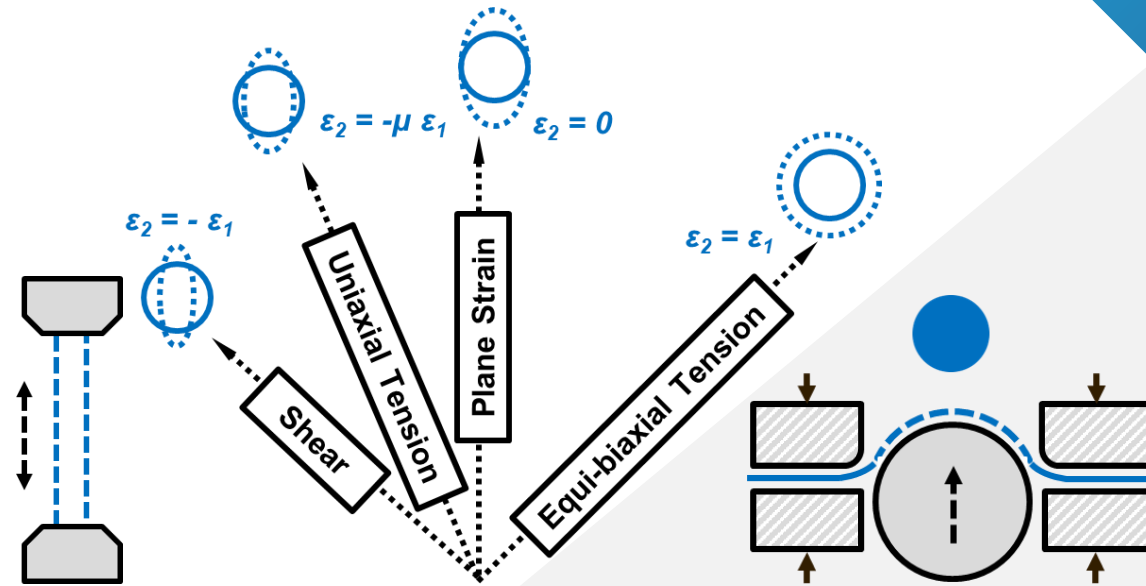 ε₂ = -μ ε₁
ε₂ = 0
ε₂ = - ε₁
ε₂ = ε₁
Shear
Uniaxial Tension
Plane Strain
Equi-biaxial Tension